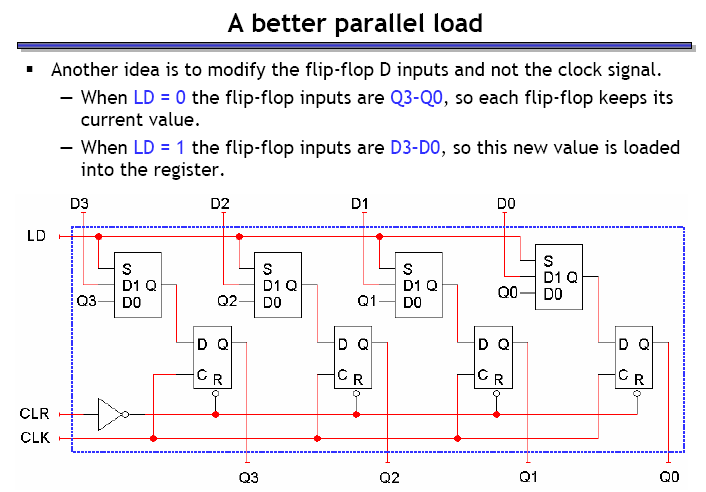 A better parallel load
▪ Another idea is to modify the flip-flop D inputs and not the clock signal.
— When LD = 0 the flip-flop inputs are Q3-Q0, so each flip-flop keeps its
current value.
— When LD = 1 the flip-flop inputs are D3-D0, so this new value is loaded
into the register.
D3 D2 D1 D0
LD
S S S S
D1 Q D1 Q D1 Q D1 Q
Q3 D0 Q2 D0 Q1 D0 Q0 D0
D Q D Q D Q D Q
C R C R C R C R
CLR
CLK
Q3 Q2 Q1 Q0